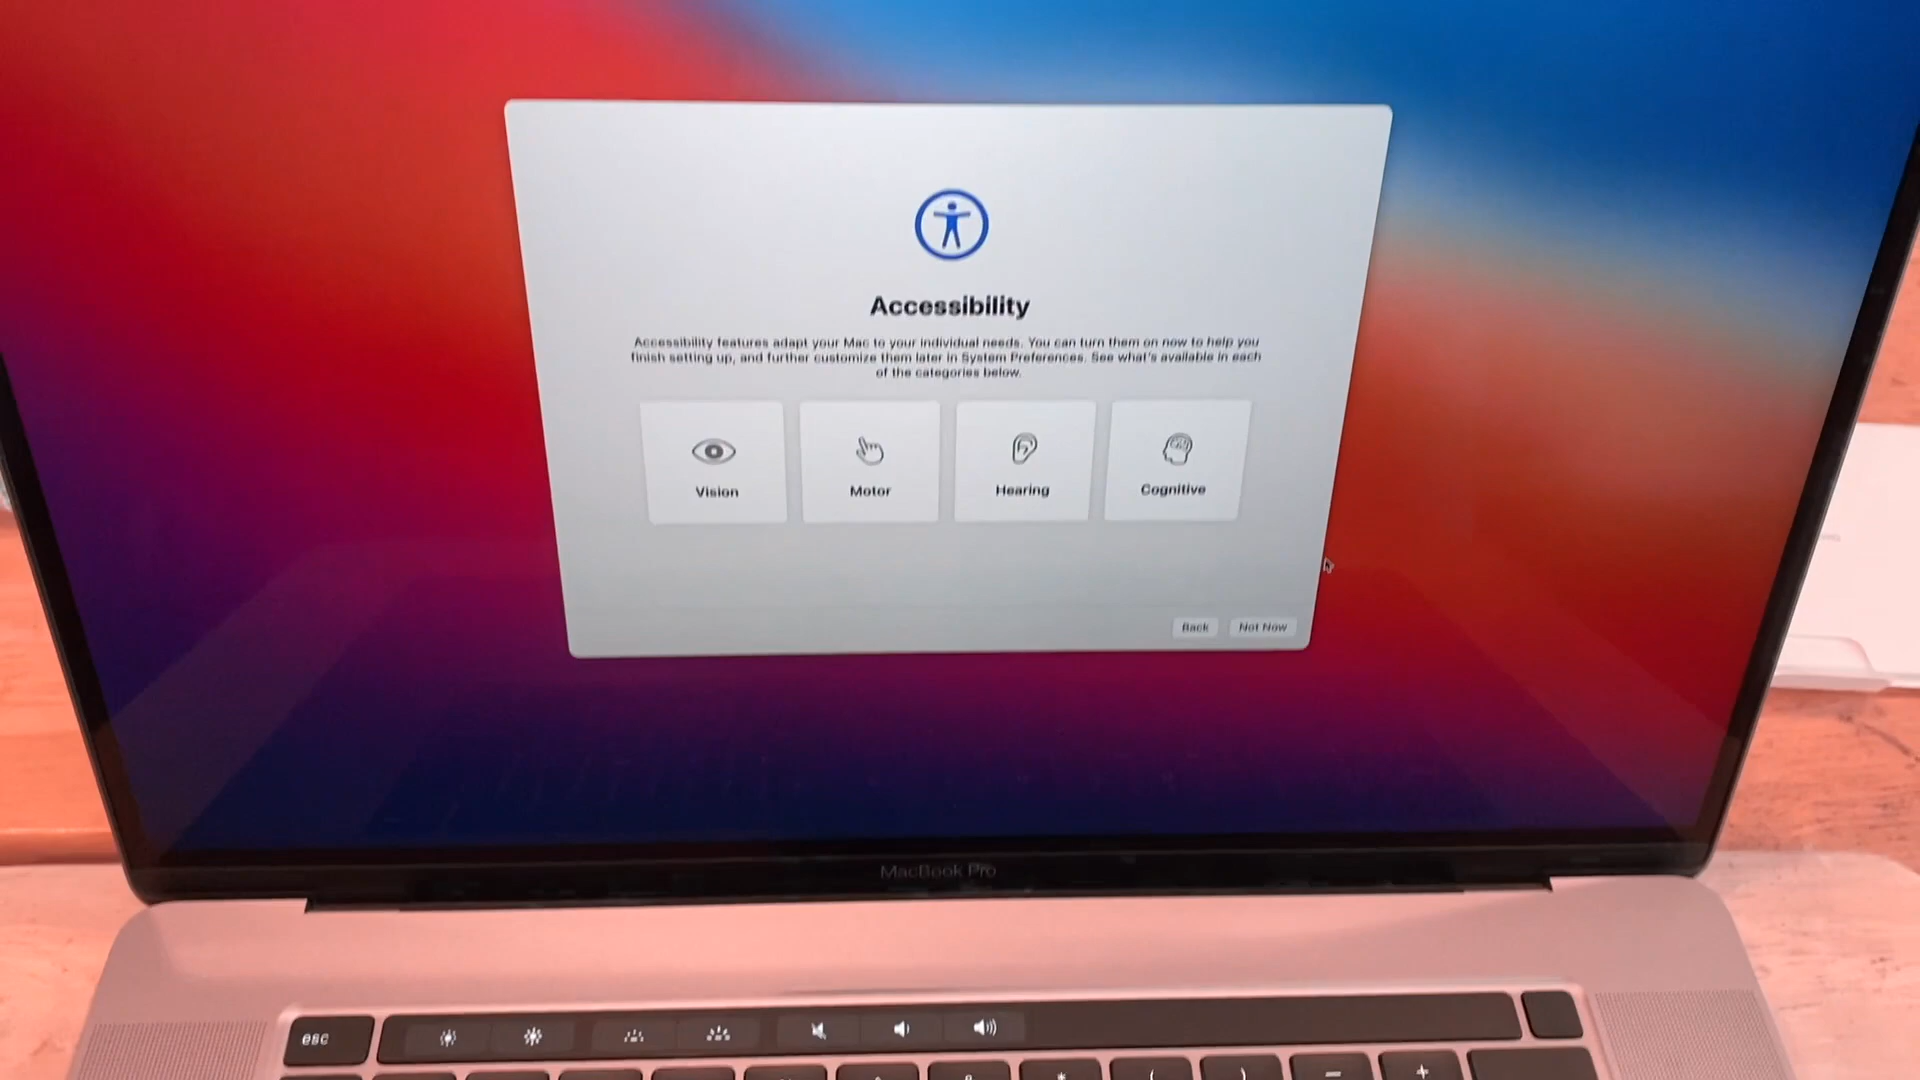 Accessibility
Accessibility features adapt your Mac to your individual needs. You can turn them on now to help you
finish setting up, and further customize them later in System Preferences. See what's available in each
of the categories below.
Vision Motor Hearing Cognitive
Back Not Now
MacBook Pro
esc
* ( ) — +